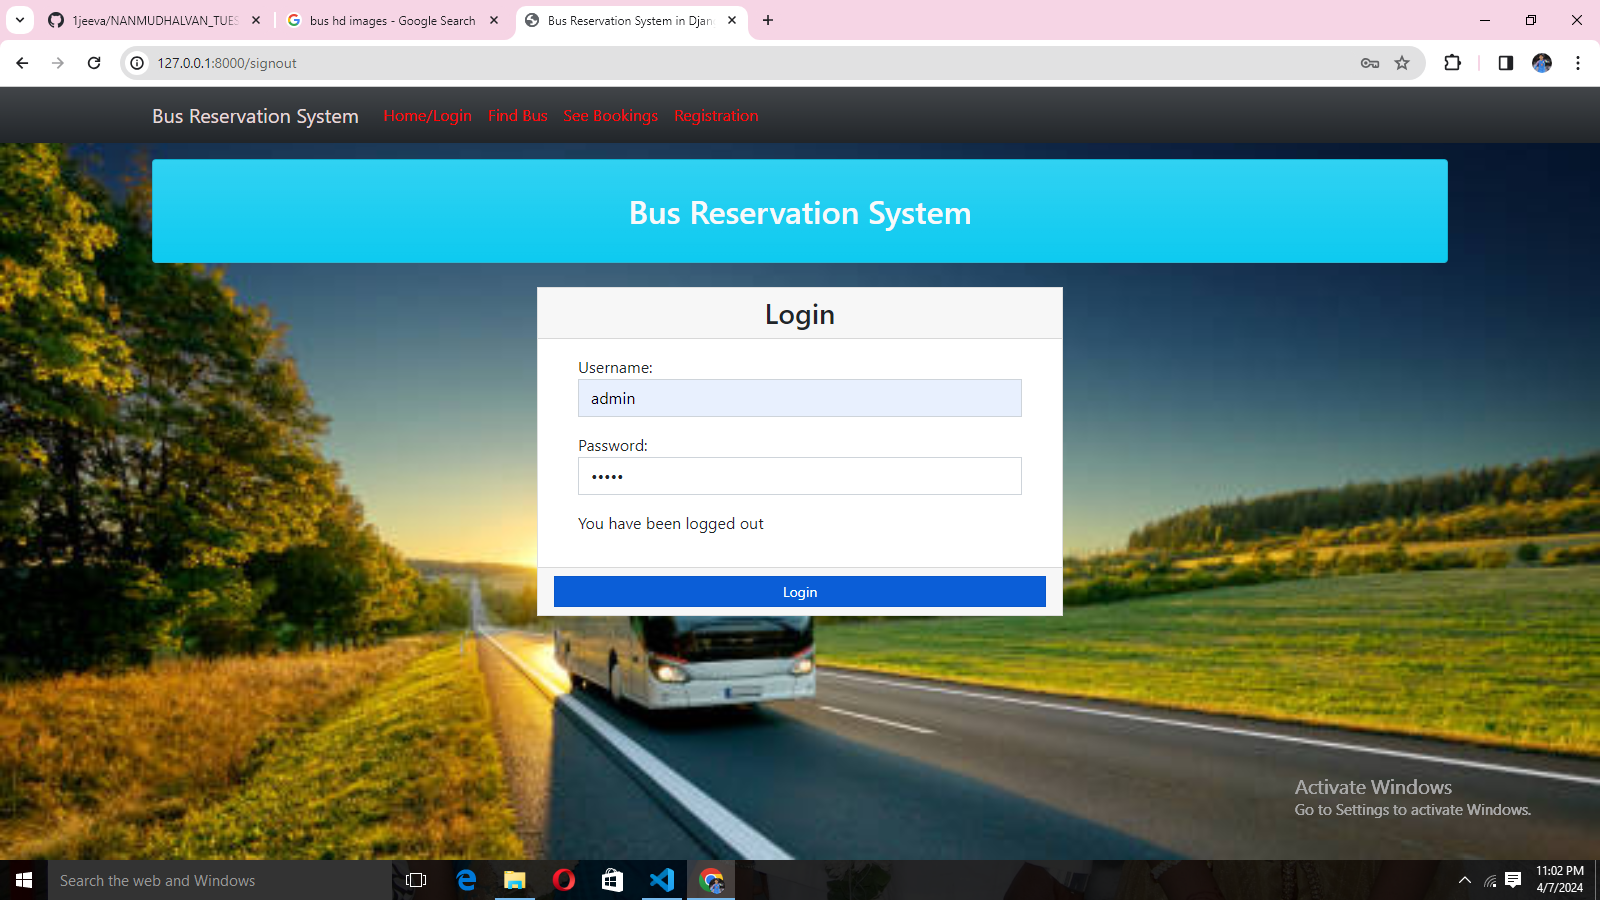 1jeeva/NANMUDHALVAN_TUES
bus hd images - Google Search
Bus Reservation System in Djan
127.0.0.1:8000/signout
Bus Reservation System
Home/Login
Find Bus
See Bookings
Registration
Bus Reservation System
Login
Username:
admin
Password:
•••••
You have been logged out
Login
Activate Windows
Go to Settings to activate Windows.
Search the web and Windows
11:02 PM
4/7/2024